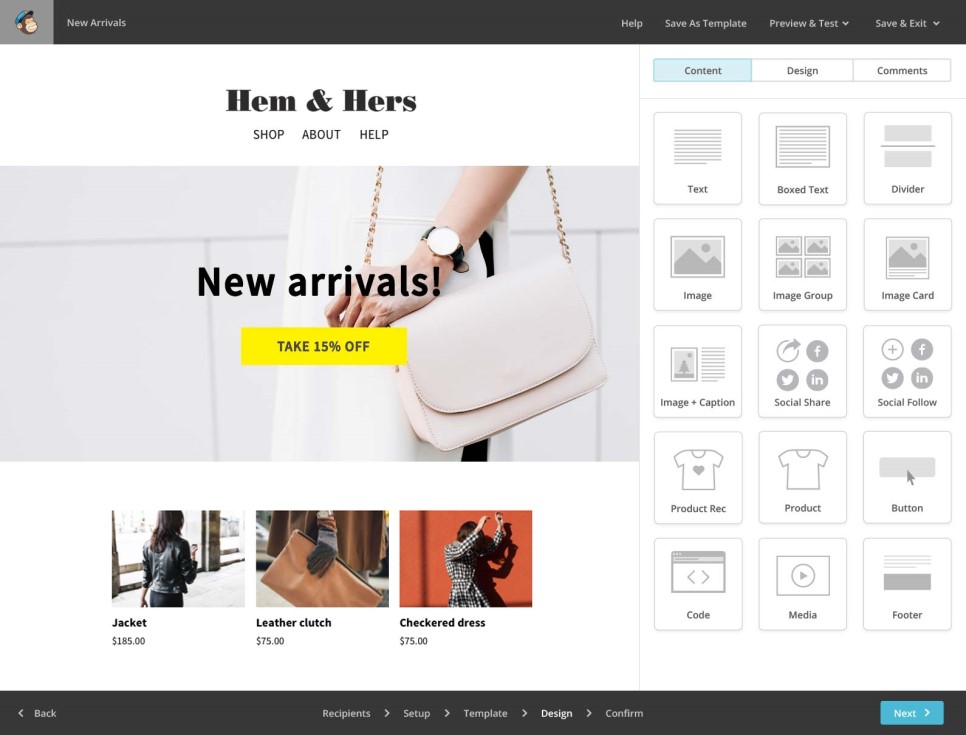 New Arrivals
Help Save As Template Preview & Test Save & Exit
Content Design Comments
Hem & Hers
SHOP ABOUT HELP
New arrivals!
TAKE 15% OFF
Jacket Leather clutch Checkered dress
$185.00 $75.00 $75.00
Text Boxed Text Divider
Image Image Group Image Card
Image + Caption Social Share Social Follow
Product Rec Product Button
Code Media Footer
Back Recipients Setup Template Design Confirm Next